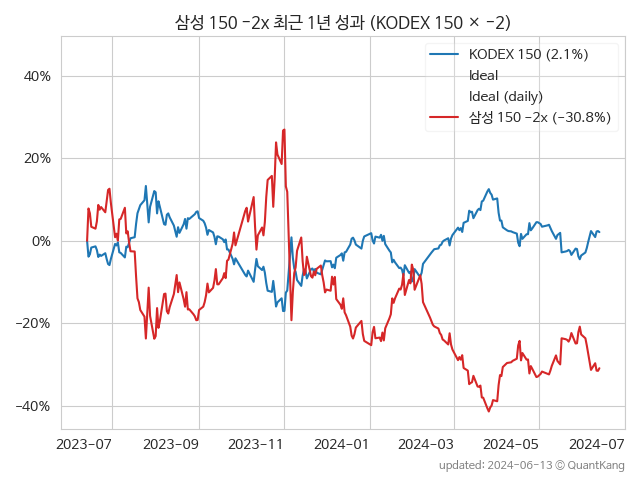 삼성 150 −2x 최근 1년 성과 (KODEX 150 × −2)
KODEX 150 (2.1%)
Ideal
Ideal (daily)
삼성 150 −2x (−30.8%)
40%
20%
0%
−20%
−40%
2023−07 2023−09 2023−11 2024−01 2024−03 2024−05 2024−07
updated: 2024−06−13 © QuantKang